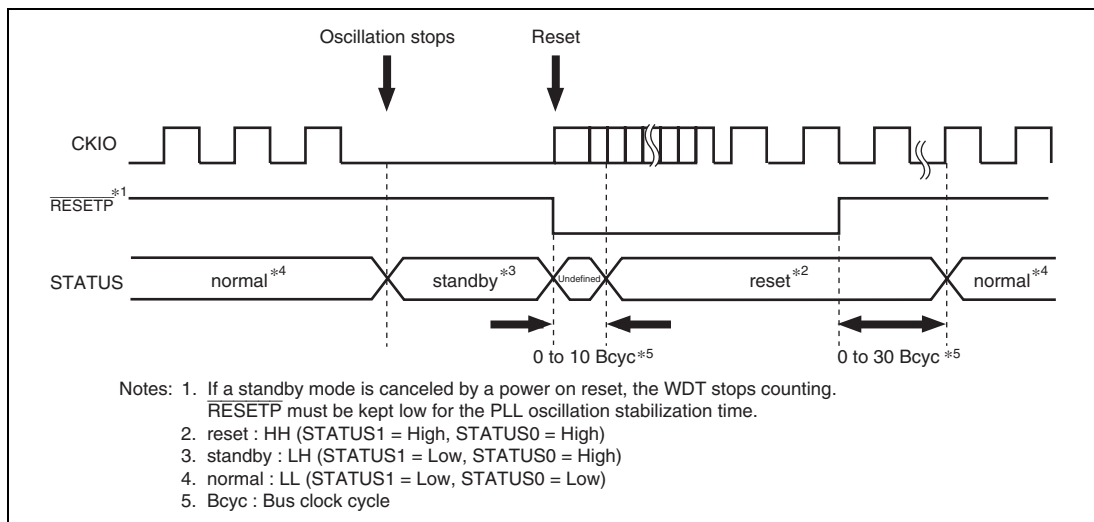 Oscillation stops
Reset
CKIO
RESETP*1
STATUS
normal*4
standby*3
Undefined
reset*2
normal*4
0 to 10 Bcyc*5
0 to 30 Bcyc*5
Notes: 1. If a standby mode is canceled by a power on reset, the WDT stops counting.
RESETP must be kept low for the PLL oscillation stabilization time.
2. reset : HH (STATUS1 = High, STATUS0 = High)
3. standby : LH (STATUS1 = Low, STATUS0 = High)
4. normal : LL (STATUS1 = Low, STATUS0 = Low)
5. Bcyc : Bus clock cycle